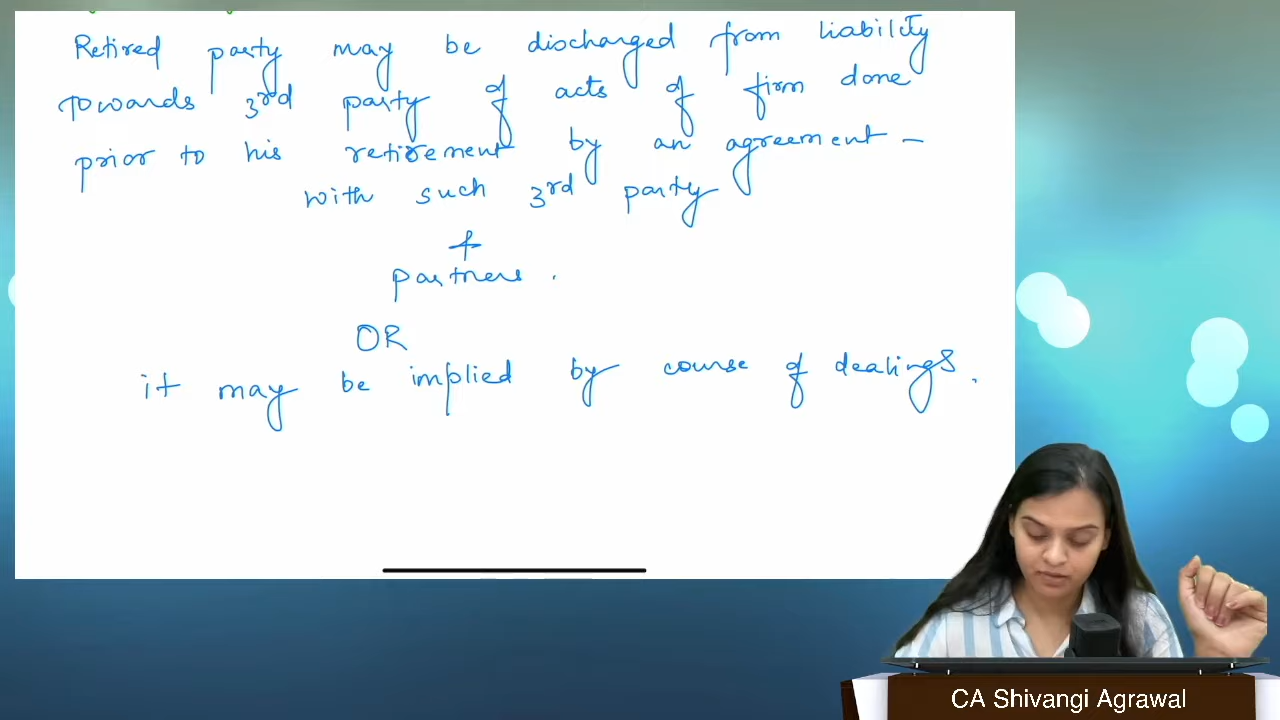 Retired party may be discharged from liability
towards 3rd party of acts of firm done
prior to his retirement by an agreement -
with such 3rd party
+
partners.
OR
it may be implied by course of dealings.
CA Shivangi Agrawal